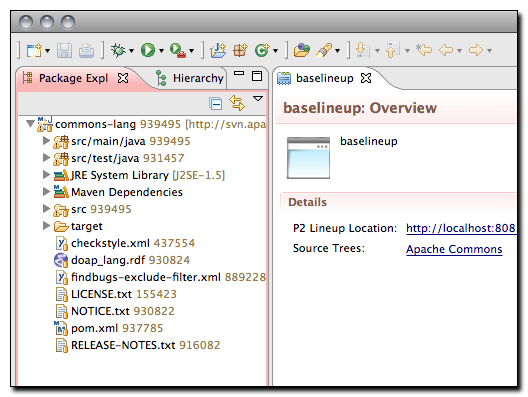 Package Expl
Hierarchy
baselineup
commons-lang 939495 [http://svn.apa
src/main/java 939495
src/test/java 931457
JRE System Library [J2SE-1.5]
Maven Dependencies
src 939495
target
checkstyle.xml 437554
doap_lang.rdf 930824
findbugs-exclude-filter.xml 889228
LICENSE.txt 155423
NOTICE.txt 930822
pom.xml 937785
RELEASE-NOTES.txt 916082
baselineup: Overview
baselineup
Details
P2 Lineup Location: http://localhost:808
Source Trees: Apache Commons